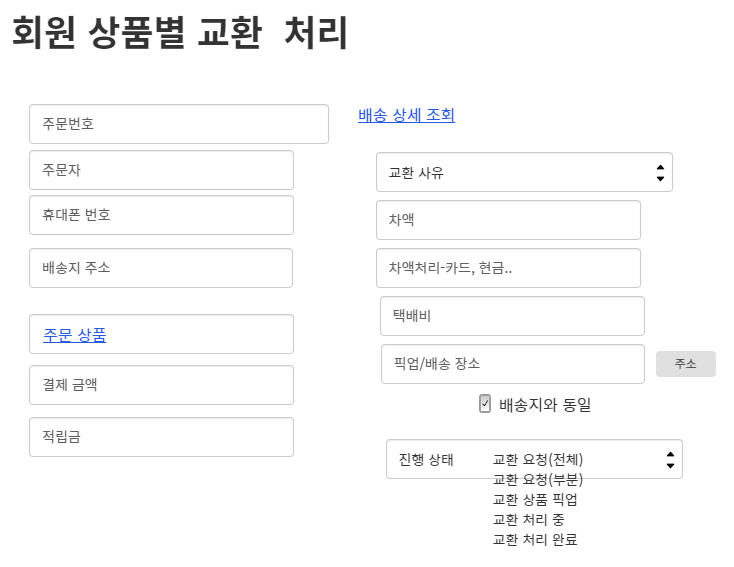 회원 상품별 교환  처리
주문번호
주문자
휴대폰 번호
배송지 주소
주문 상품
결제 금액
적립금
배송 상세 조회
교환 사유
차액
차액처리-카드, 현금..
택배비
픽업/배송 장소
주소
배송지와 동일
진행 상태
교환 요청(전체)
교환 요청(부분)
교환 상품 픽업
교환 처리 중
교환 처리 완료